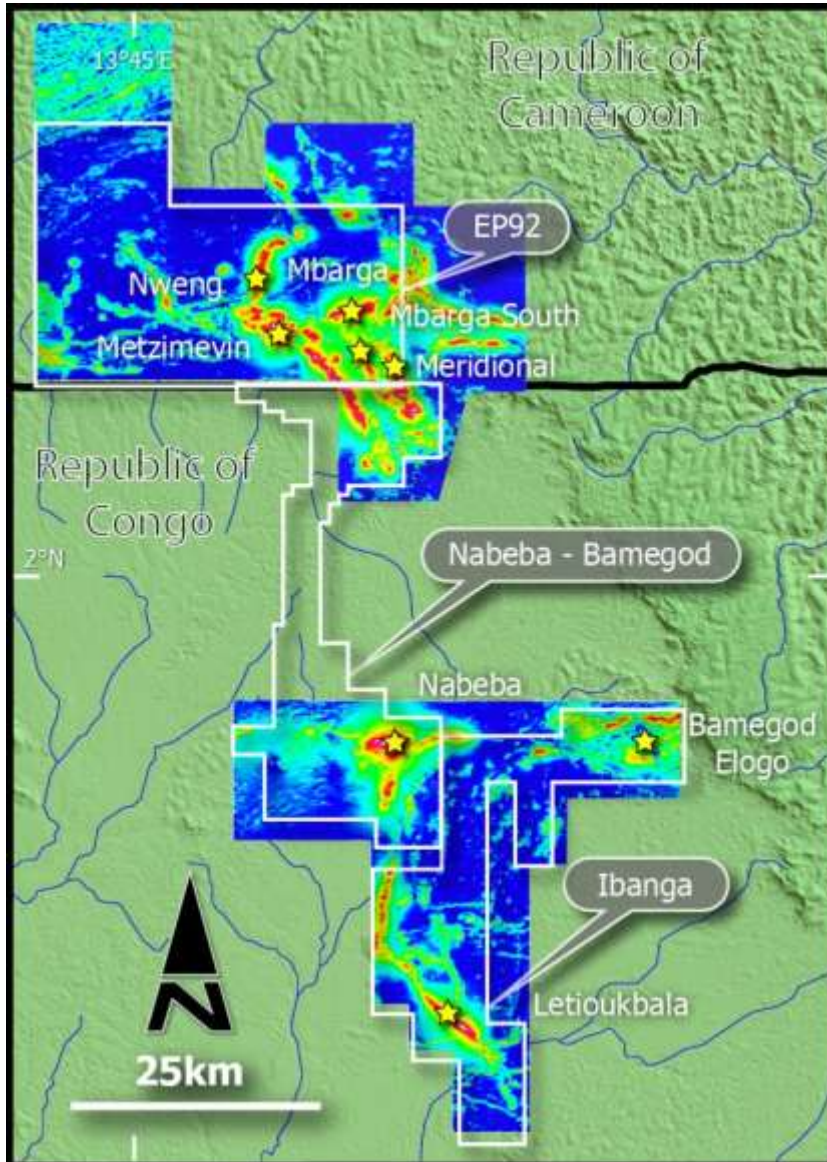 13°45'E
Republic of
Cameroon
EP92
Mbarga
Nweng
Mbarga South
Metzimevin
Meridional
Republic of
Congo
2°N
Nabeba - Bamegod
Nabeba
Bamegod
Elogo
Ibanga
Letioukbala
N
25km